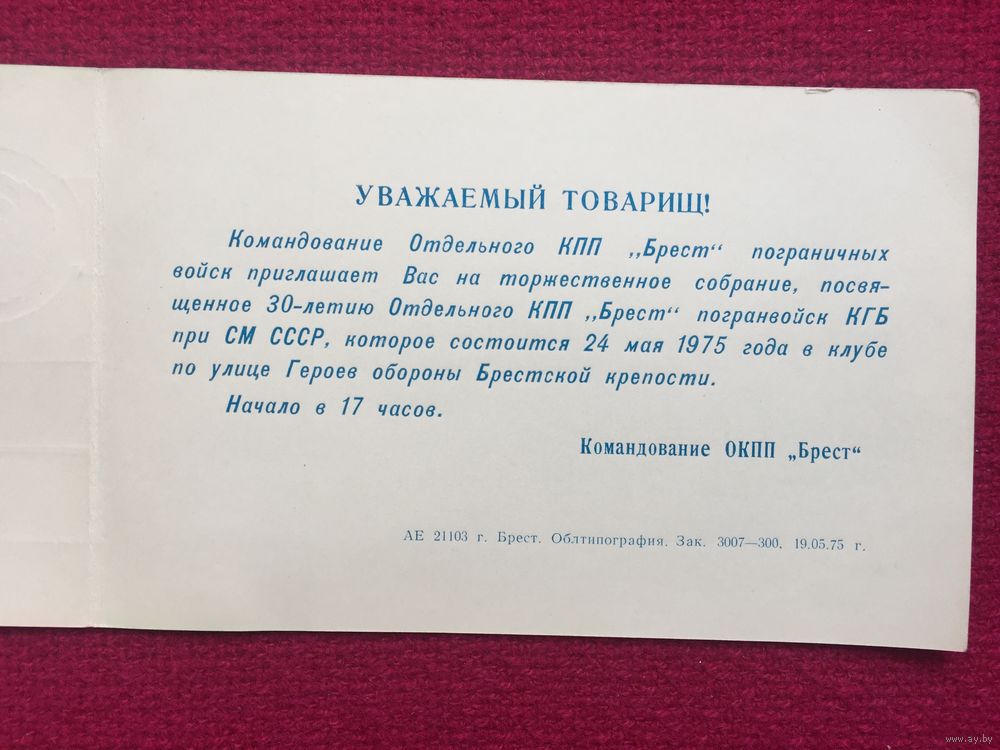 УВАЖАЕМЫЙ ТОВАРИЩ!
Командование Отдельного КПП „Брест“ пограничных
войск приглашает Вас на торжественное собрание, посвя-
щенное 30-летию Отдельного КПП „Брест“ погранвойск КГБ
при СМ СССР, которое состоится 24 мая 1975 года в клубе
по улице Героев обороны Брестской крепости.
Начало в 17 часов.
Командование ОКПП „Брест“
АЕ 21103 г. Брест. Облтипография. Зак. 3007—300. 19.05.75 г.
www.ay.by